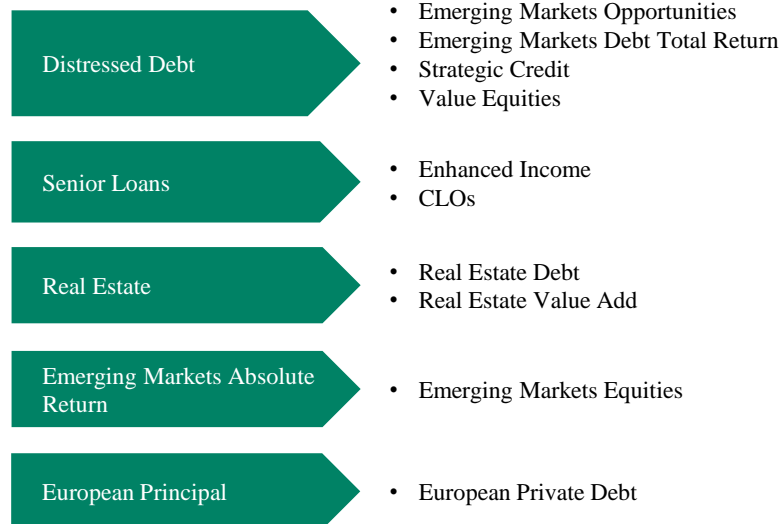 Distressed Debt
• Emerging Markets Opportunities
• Emerging Markets Debt Total Return
• Strategic Credit
• Value Equities
Senior Loans
• Enhanced Income
• CLOs
Real Estate
• Real Estate Debt
• Real Estate Value Add
Emerging Markets Absolute
Return
• Emerging Markets Equities
European Principal
• European Private Debt